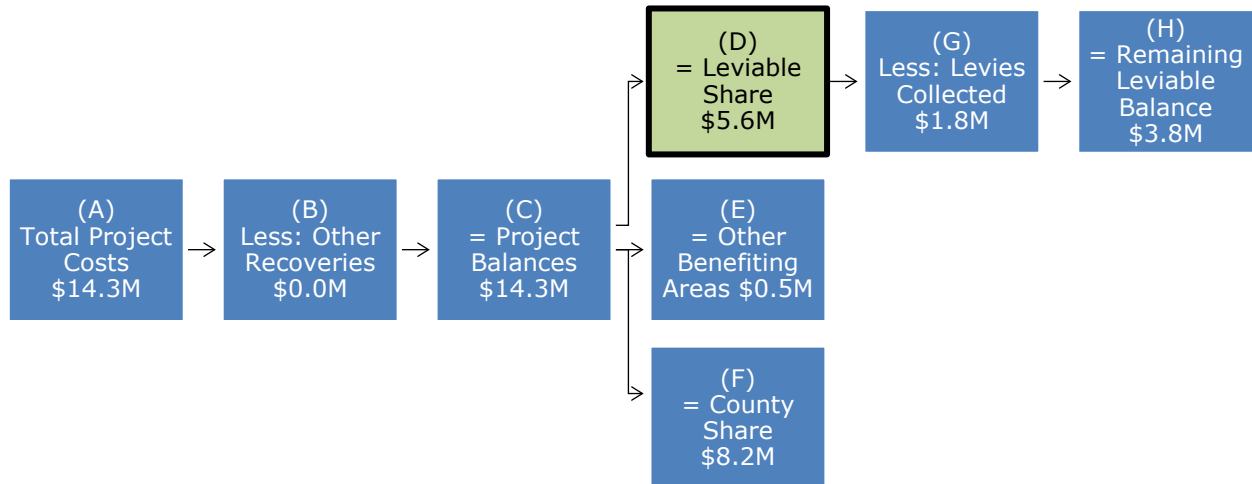 (A)
Total Project
Costs
$14.3M
(B)
Less: Other
Recoveries
$0.0M
(C)
= Project
Balances
$14.3M
(D)
= Leviable
Share
$5.6M
(G)
Less: Levies
Collected
$1.8M
(H)
= Remaining
Leviable
Balance
$3.8M
(E)
= Other
Benefiting
Areas $0.5M
(F)
= County
Share
$8.2M